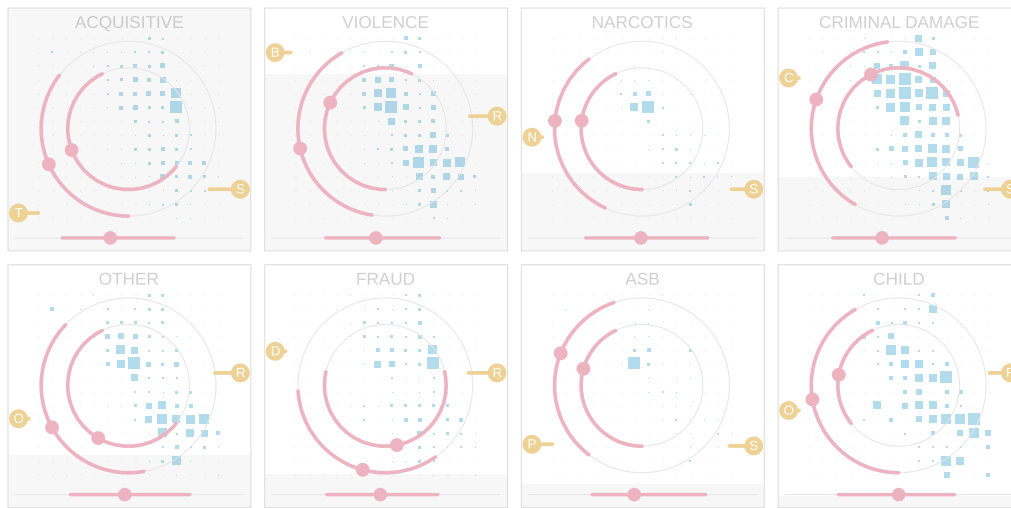 ACQUISITIVE
T
S
VIOLENCE
B
R
NARCOTICS
N
S
CRIMINAL DAMAGE
C
S
OTHER
O
R
FRAUD
D
R
ASB
P
S
CHILD
O